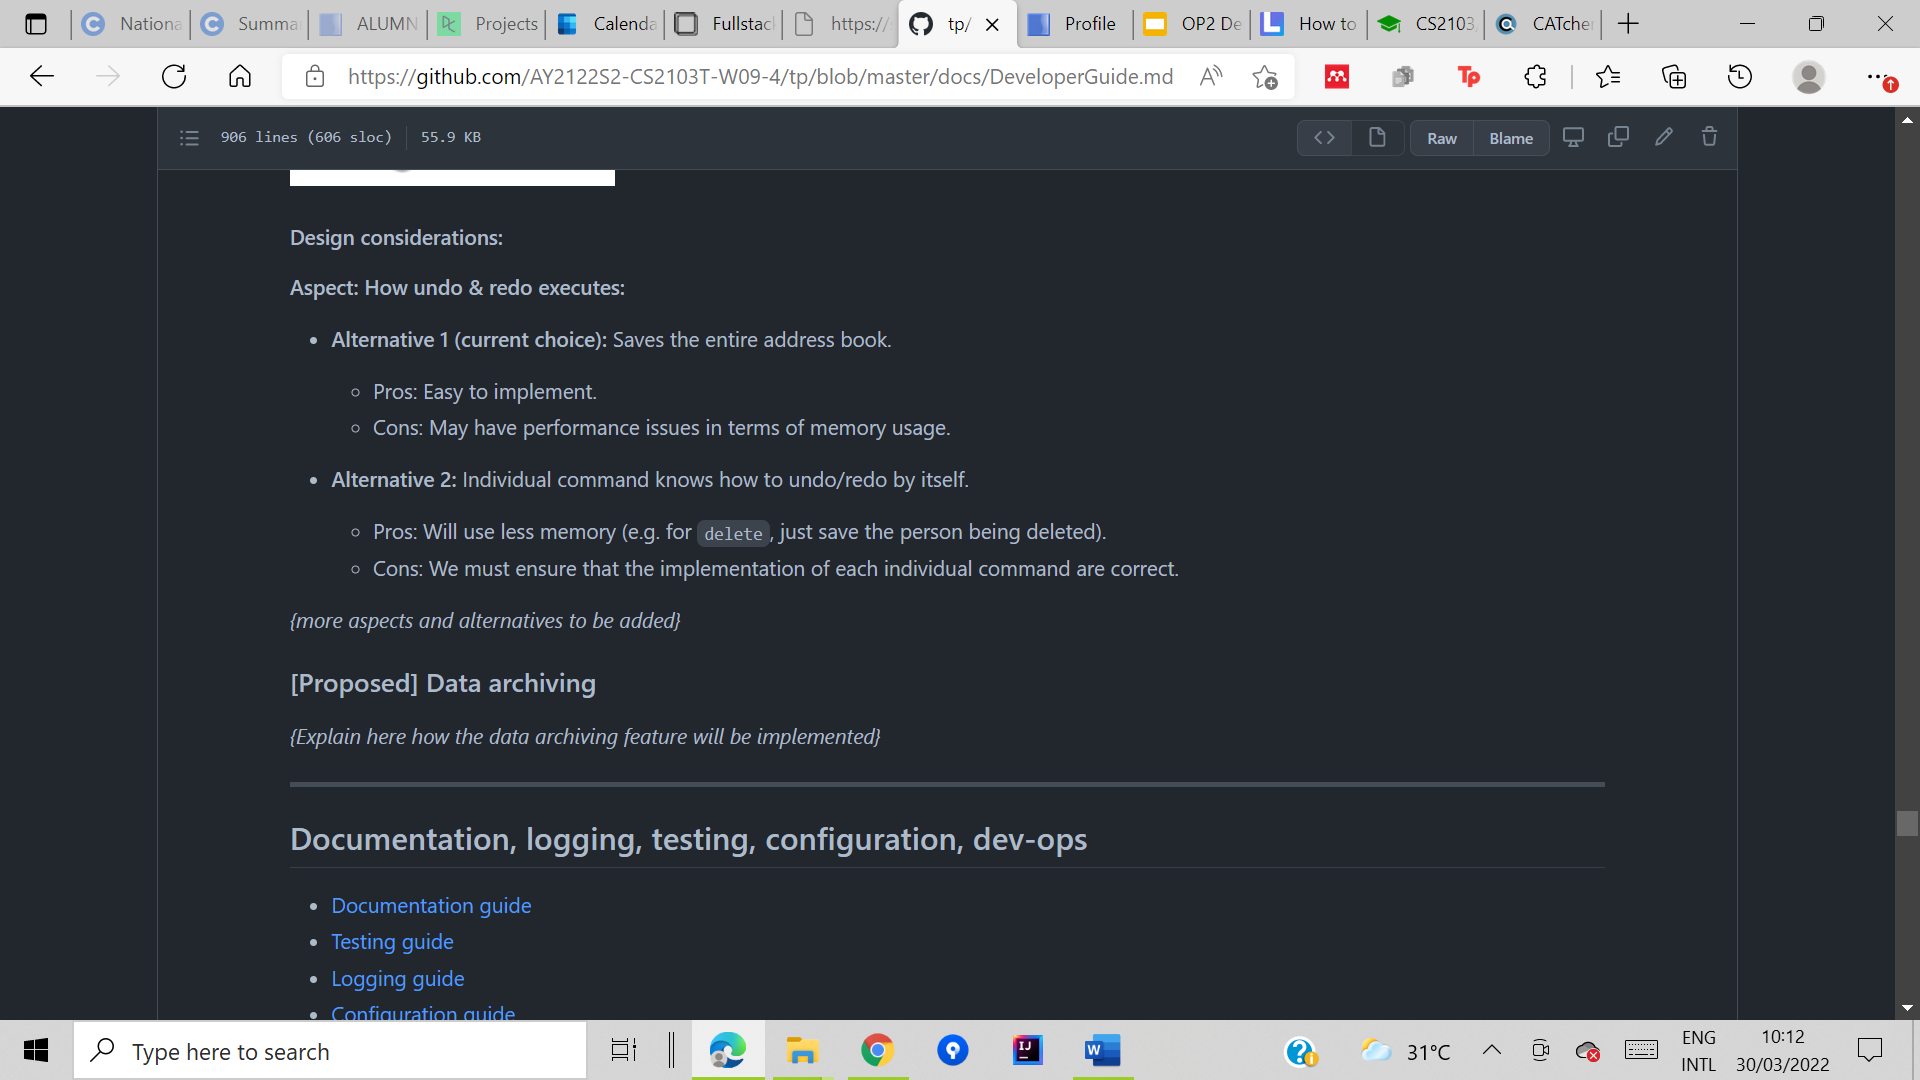 Nationa
Summa
ALUMN
Projects
Calenda
Fullstac
https://
tp/
Profile
OP2 De
How to
CS2103
CATche
https://github.com/AY2122S2-CS2103T-W09-4/tp/blob/master/docs/DeveloperGuide.md
906 lines (606 sloc) 55.9 KB
Raw Blame
Design considerations:
Aspect: How undo & redo executes:
• Alternative 1 (current choice): Saves the entire address book.
◦ Pros: Easy to implement.
◦ Cons: May have performance issues in terms of memory usage.
• Alternative 2: Individual command knows how to undo/redo by itself.
◦ Pros: Will use less memory (e.g. for delete, just save the person being deleted).
◦ Cons: We must ensure that the implementation of each individual command are correct.
{more aspects and alternatives to be added}
[Proposed] Data archiving
{Explain here how the data archiving feature will be implemented}
Documentation, logging, testing, configuration, dev-ops
• Documentation guide
• Testing guide
• Logging guide
• Configuration guide
Type here to search
31°C
ENG
INTL
10:12
30/03/2022